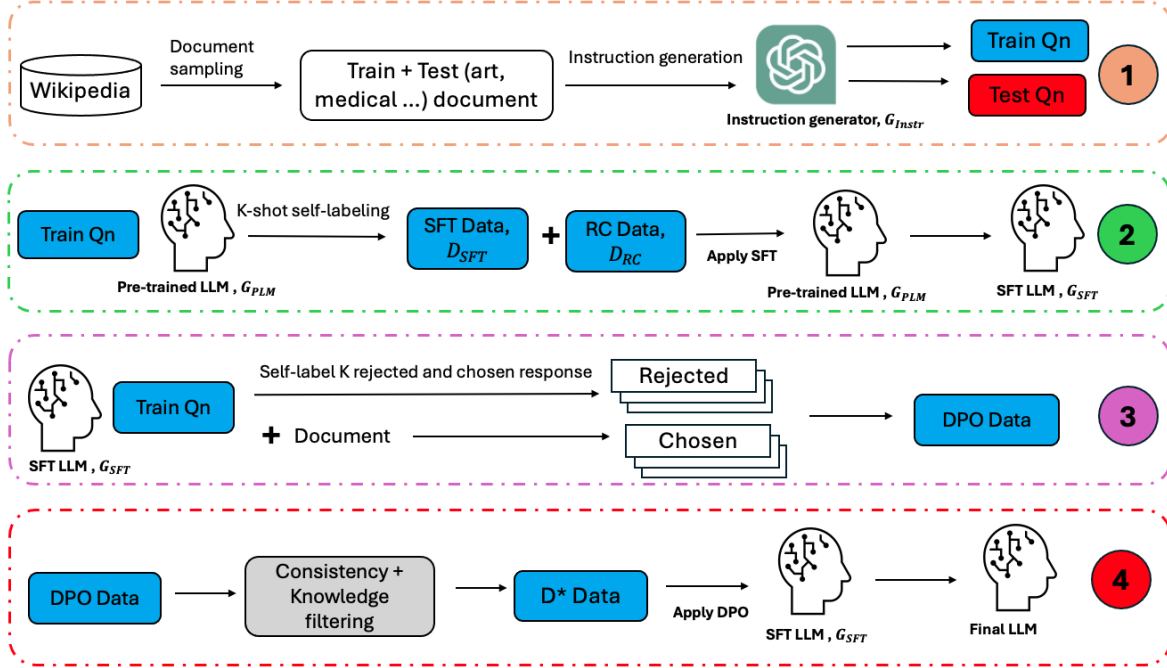 Wikipedia
Document
sampling
Train + Test (art,
medical ...) document
Instruction generation
Instruction generator, G_Instr
Train Qn
Test Qn
1
Train Qn
Pre-trained LLM , G_PLM
K-shot self-labeling
SFT Data,
D_SFT
+
RC Data,
D_RC
Apply SFT
Pre-trained LLM , G_PLM
SFT LLM , G_SFT
2
SFT LLM , G_SFT
Train Qn
Self-label K rejected and chosen response
+ Document
Rejected
Chosen
DPO Data
3
DPO Data
Consistency +
Knowledge
filtering
D* Data
Apply DPO
SFT LLM , G_SFT
Final LLM
4